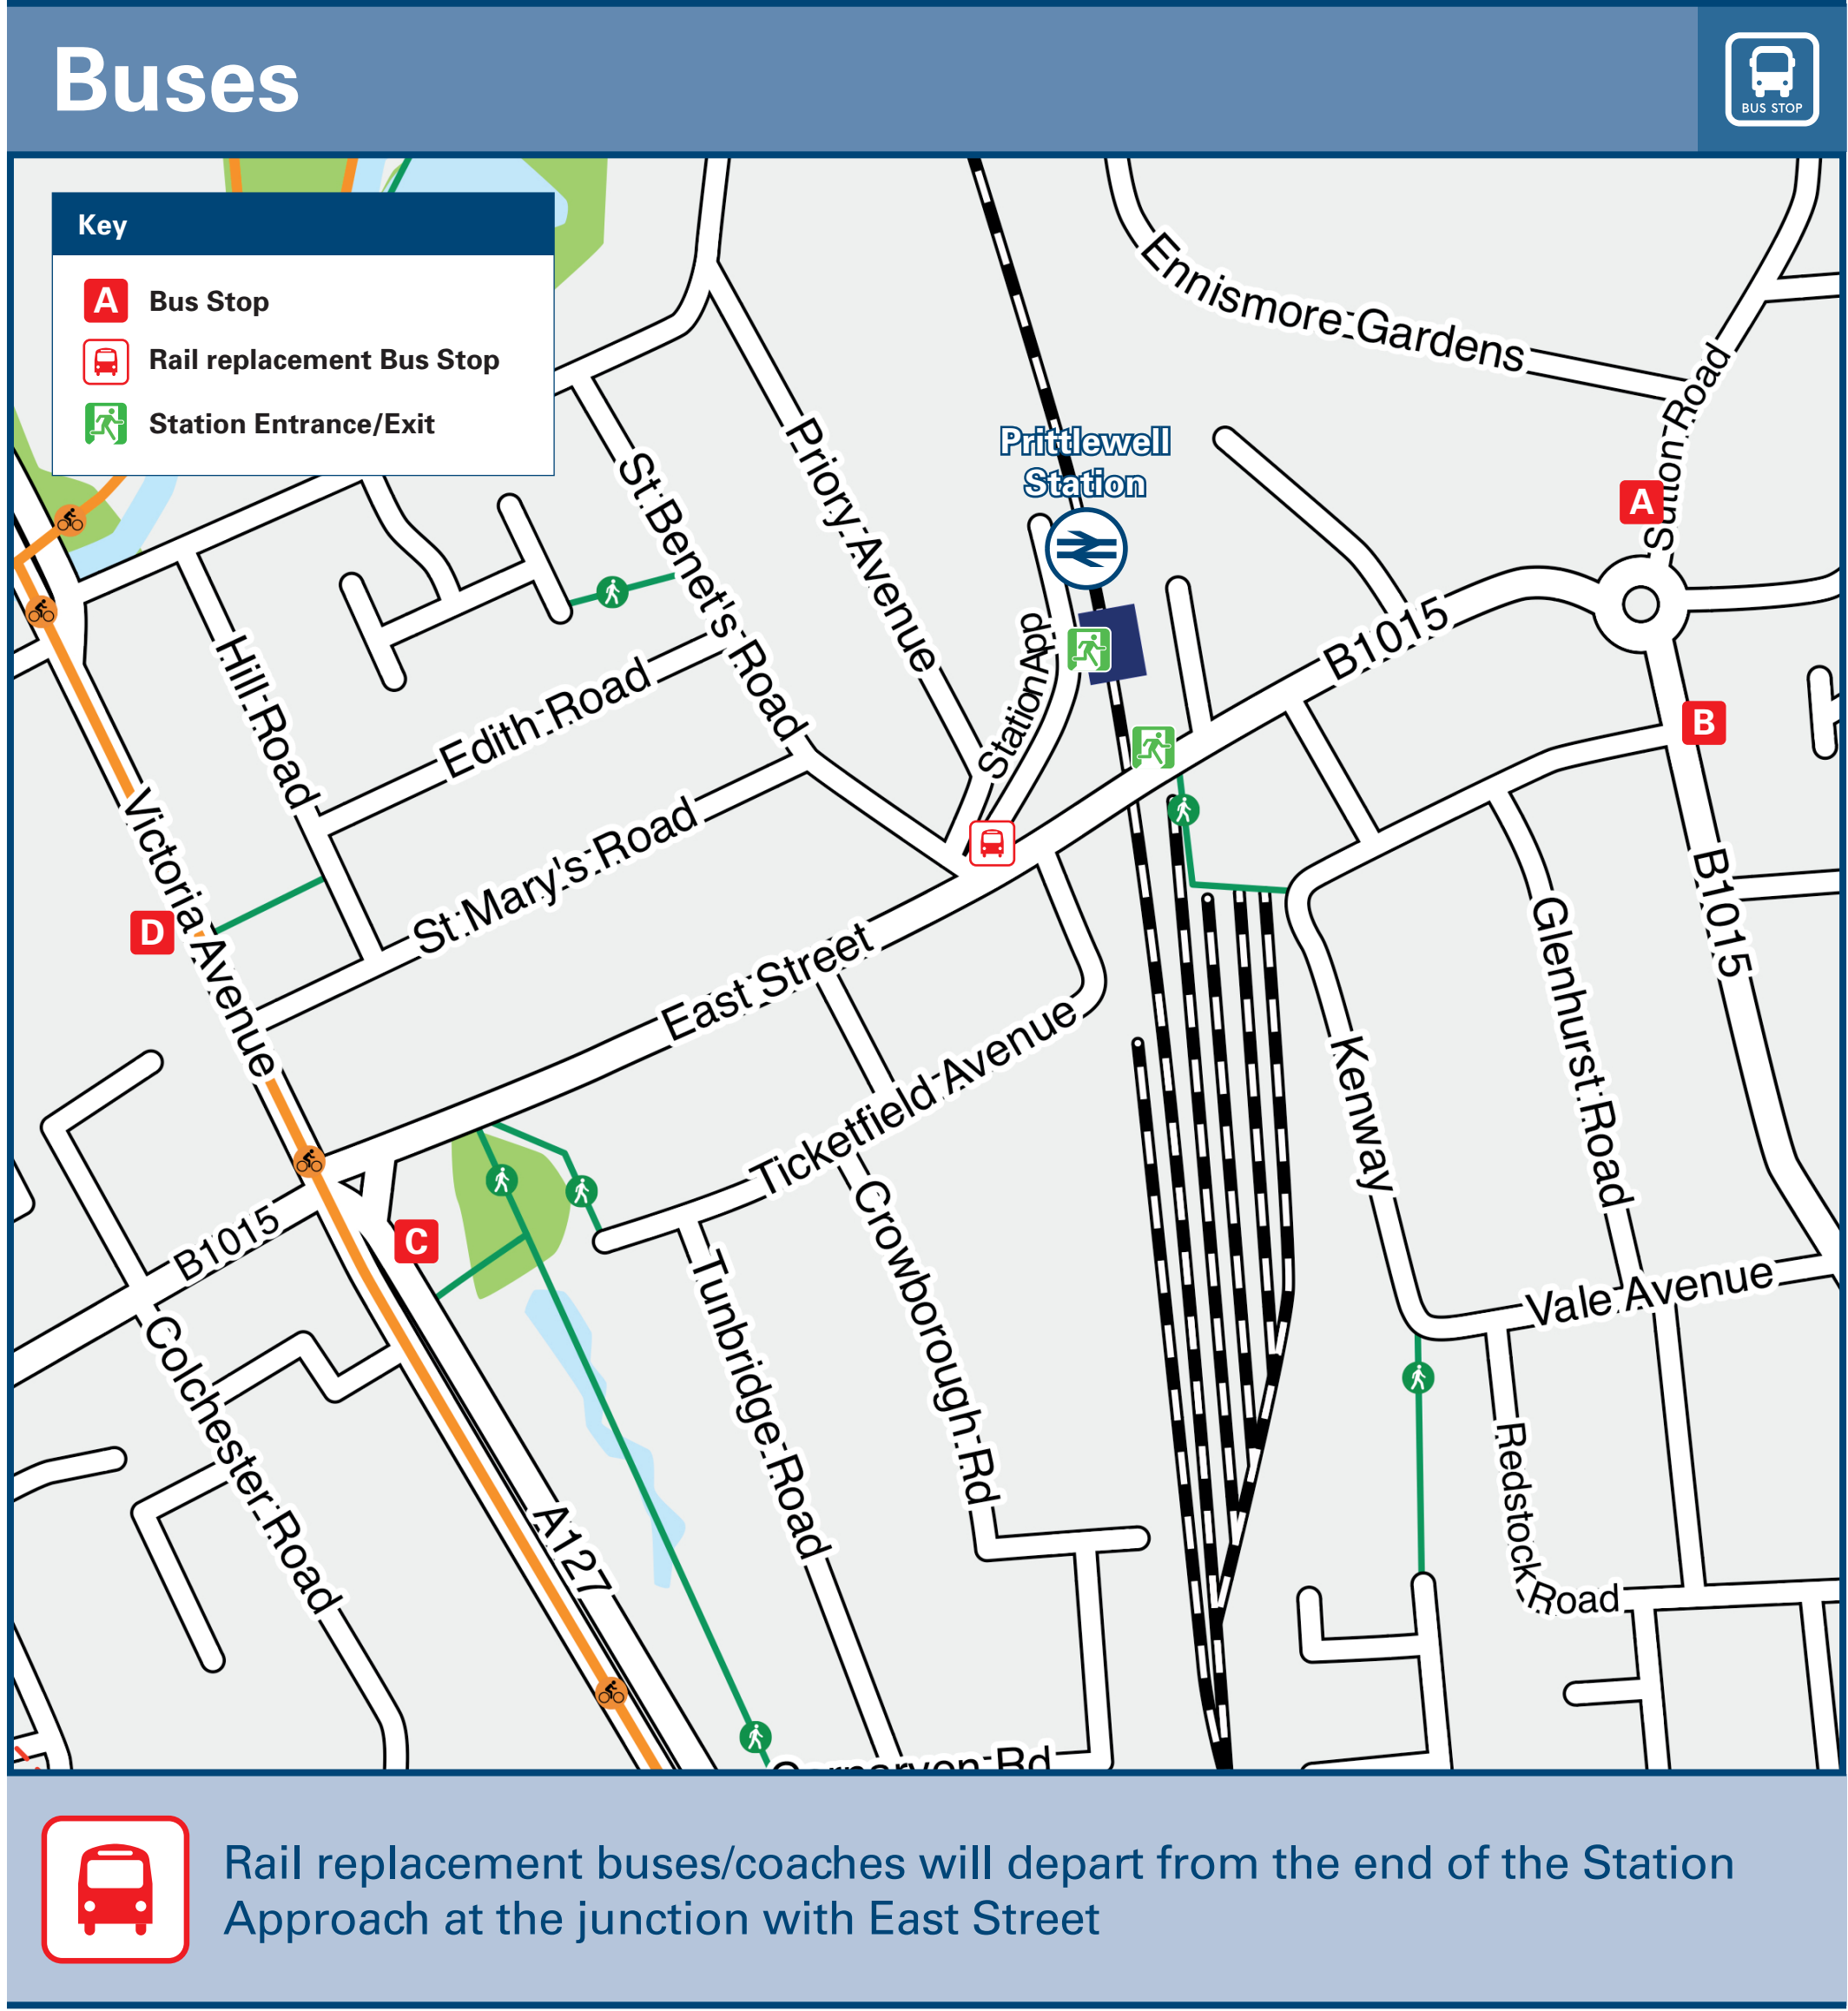 Buses
BUS STOP
Key
A Bus Stop
Rail replacement Bus Stop
Station Entrance/Exit
Ennismore Gardens
Sutton Road
Prittlewell
Station
A
Priory Avenue
St Benet's Road
Station App
B1015
B
Hill Road
Edith Road
Victoria Avenue
St Mary's Road
D
East Street
B1015
Glenhurst Road
Kenway
Ticketfield Avenue
C
B1015
Crowborough Rd
Tunbridge Road
Vale Avenue
Colchester Road
A127
Redstock Road
Carnarvon Rd
Rail replacement buses/coaches will depart from the end of the Station
Approach at the junction with East Street